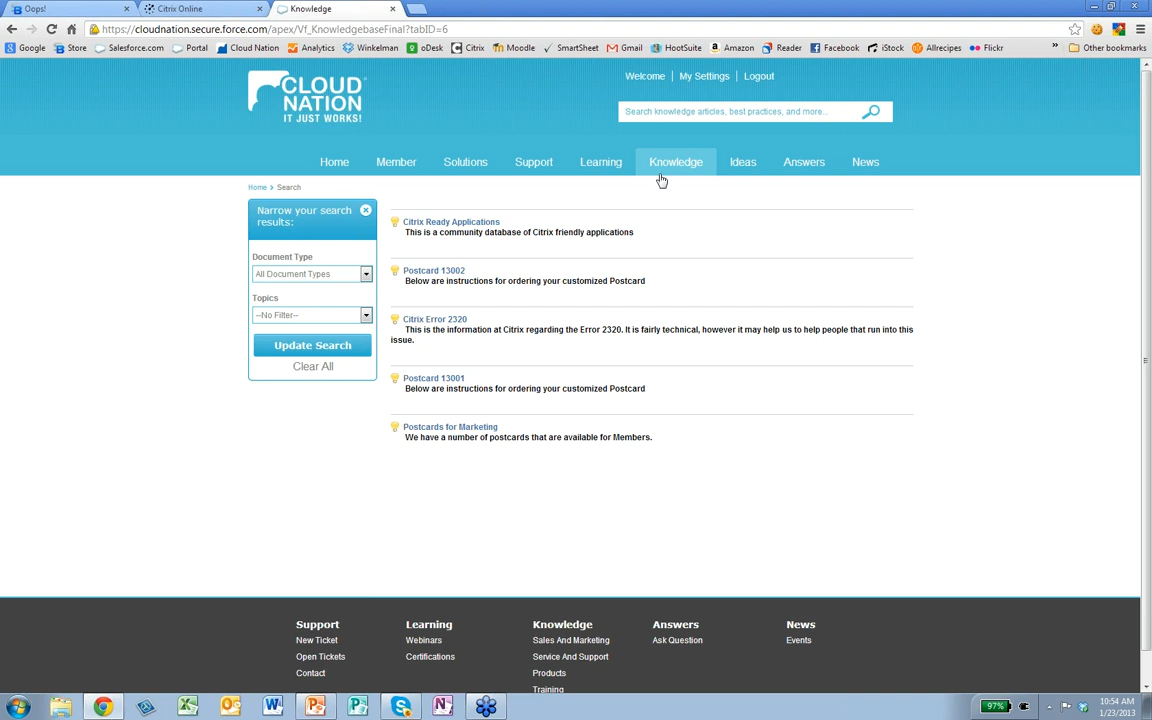 Oops!
Citrix Online
Knowledge
https://cloudnation.secure.force.com/apex/Vf_KnowledgebaseFinal?tabID=6
Google Store Salesforce.com Portal Cloud Nation Analytics Winkelman oDesk Citrix Moodle SmartSheet Gmail HootSuite Amazon Reader Facebook iStock Allrecipes Flickr » Other bookmarks
CLOUD
NATION
IT JUST WORKS!
Welcome | My Settings | Logout
Search knowledge articles, best practices, and more..
Home Member Solutions Support Learning Knowledge Ideas Answers News
Home > Search
Narrow your search
results:
Document Type
All Document Types
Topics
--No Filter--
Update Search
Clear All
Citrix Ready Applications
This is a community database of Citrix friendly applications
Postcard 13002
Below are instructions for ordering your customized Postcard
Citrix Error 2320
This is the information at Citrix regarding the Error 2320. It is fairly technical, however it may help us to help people that run into this
issue.
Postcard 13001
Below are instructions for ordering your customized Postcard
Postcards for Marketing
We have a number of postcards that are available for Members.
Support
New Ticket
Open Tickets
Contact
Learning
Webinars
Certifications
Knowledge
Sales And Marketing
Service And Support
Products
Training
Answers
Ask Question
News
Events
97%
10:54 AM
1/23/2013